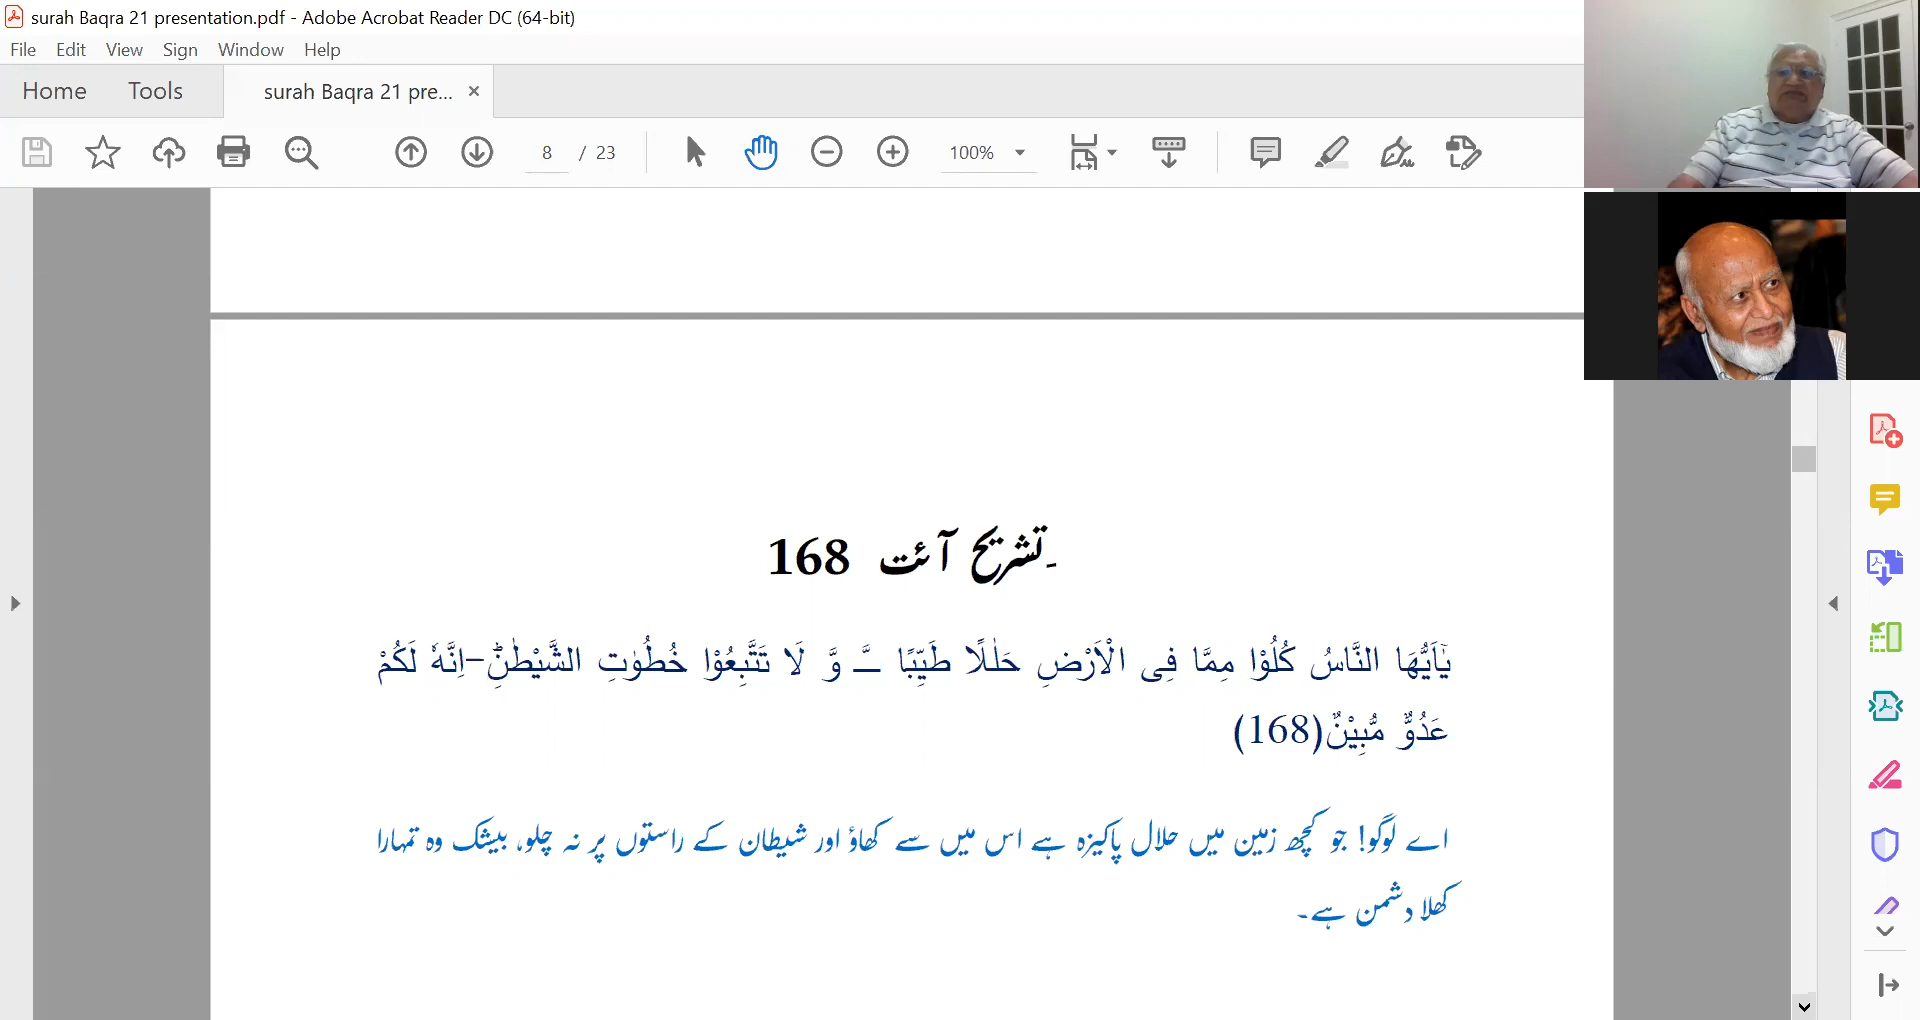 surah Baqra 21 presentation.pdf - Adobe Acrobat Reader DC (64-bit)
File Edit View Sign Window Help
Home Tools surah Baqra 21 pre... ×
8 / 23 100%
۔تشریح آئت 168
یٰۤاَیُّهَا النَّاسُ كُلُوْا مِمَّا فِی الْاَرْضِ حَلٰلًا طَیِّبًا ـــ وَّ لَا تَتَّبِعُوْا خُطُوٰتِ الشَّیْطٰنِؕ-اِنَّهٗ لَكُمْ
عَدُوٌّ مُّبِیْنٌ(168)
اے لوگو! جو کچھ زمین میں حلال پاکیزہ ہے اس میں سے کھاؤ اور شیطان کے راستوں پر نہ چلو، بیشک وہ تمہارا
کھلا دشمن ہے۔